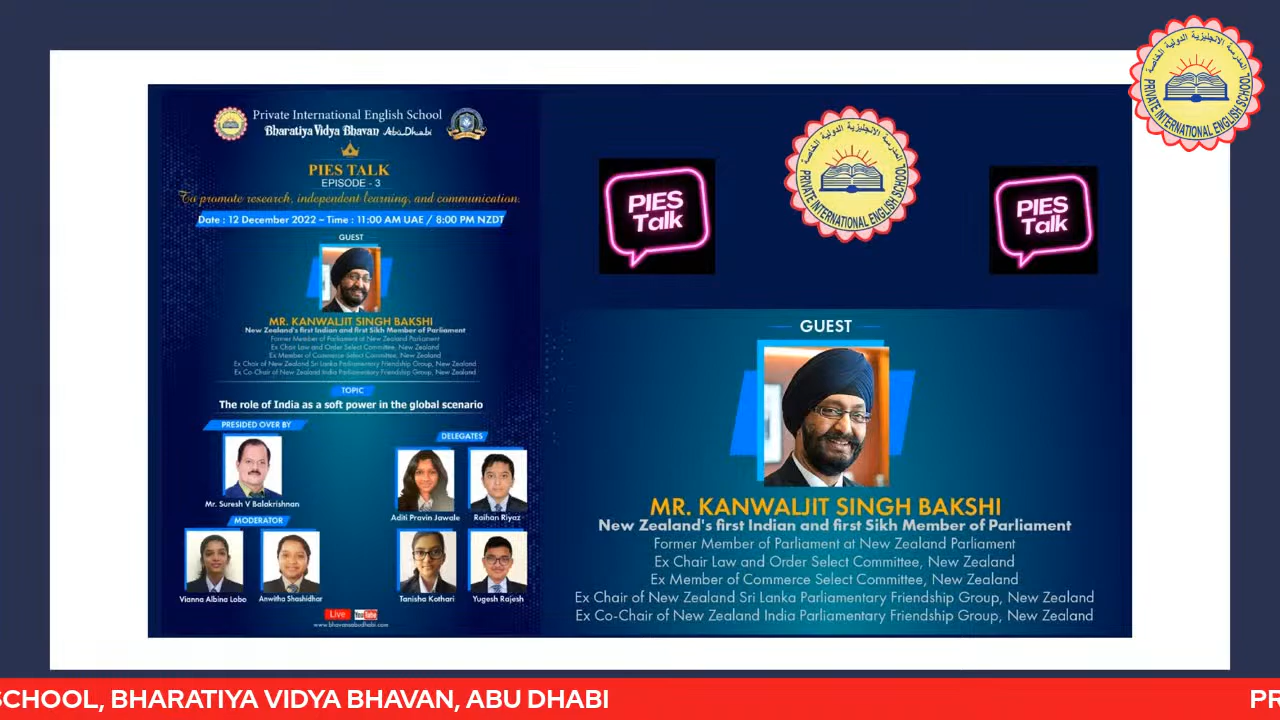 Private International English School
Bharatiya Vidya Bhavan Abu Dhabi
PIES TALK
EPISODE - 3
To promote research, independent learning, and communication.
Date : 12 December 2022 – Time : 11:00 AM UAE / 8:00 PM NZDT
GUEST
MR. KANWALJIT SINGH BAKSHI
New Zealand's first Indian and first Sikh Member of Parliament
Former Member of Parliament at New Zealand Parliament
Ex Chair Law and Order Select Committee, New Zealand
Ex Member of Commerce Select Committee, New Zealand
Ex Chair of New Zealand Sri Lanka Parliamentary Friendship Group, New Zealand
Ex Co-Chair of New Zealand India Parliamentary Friendship Group, New Zealand
TOPIC
The role of India as a soft power in the global scenario
PRESIDED OVER BY
Mr. Suresh V Balakrishnan
MODERATOR
Vianna Albina Lobo
Anwitha Shashidhar
DELEGATES
Aditi Pravin Jawale
Raihan Riyaz
Tanisha Kothari
Yugesh Rajesh
Live
YouTube
www.bhavansabudhabi.com
PIES
Talk
المدرسة الانجليزية الدولية الخاصة
PRIVATE INTERNATIONAL ENGLISH SCHOOL
PIES
Talk
GUEST
MR. KANWALJIT SINGH BAKSHI
New Zealand's first Indian and first Sikh Member of Parliament
Former Member of Parliament at New Zealand Parliament
Ex Chair Law and Order Select Committee, New Zealand
Ex Member of Commerce Select Committee, New Zealand
Ex Chair of New Zealand Sri Lanka Parliamentary Friendship Group, New Zealand
Ex Co-Chair of New Zealand India Parliamentary Friendship Group, New Zealand
المدرسة الانجليزية الدولية الخاصة
PRIVATE INTERNATIONAL ENGLISH SCHOOL
SCHOOL, BHARATIYA VIDYA BHAVAN, ABU DHABI
PR